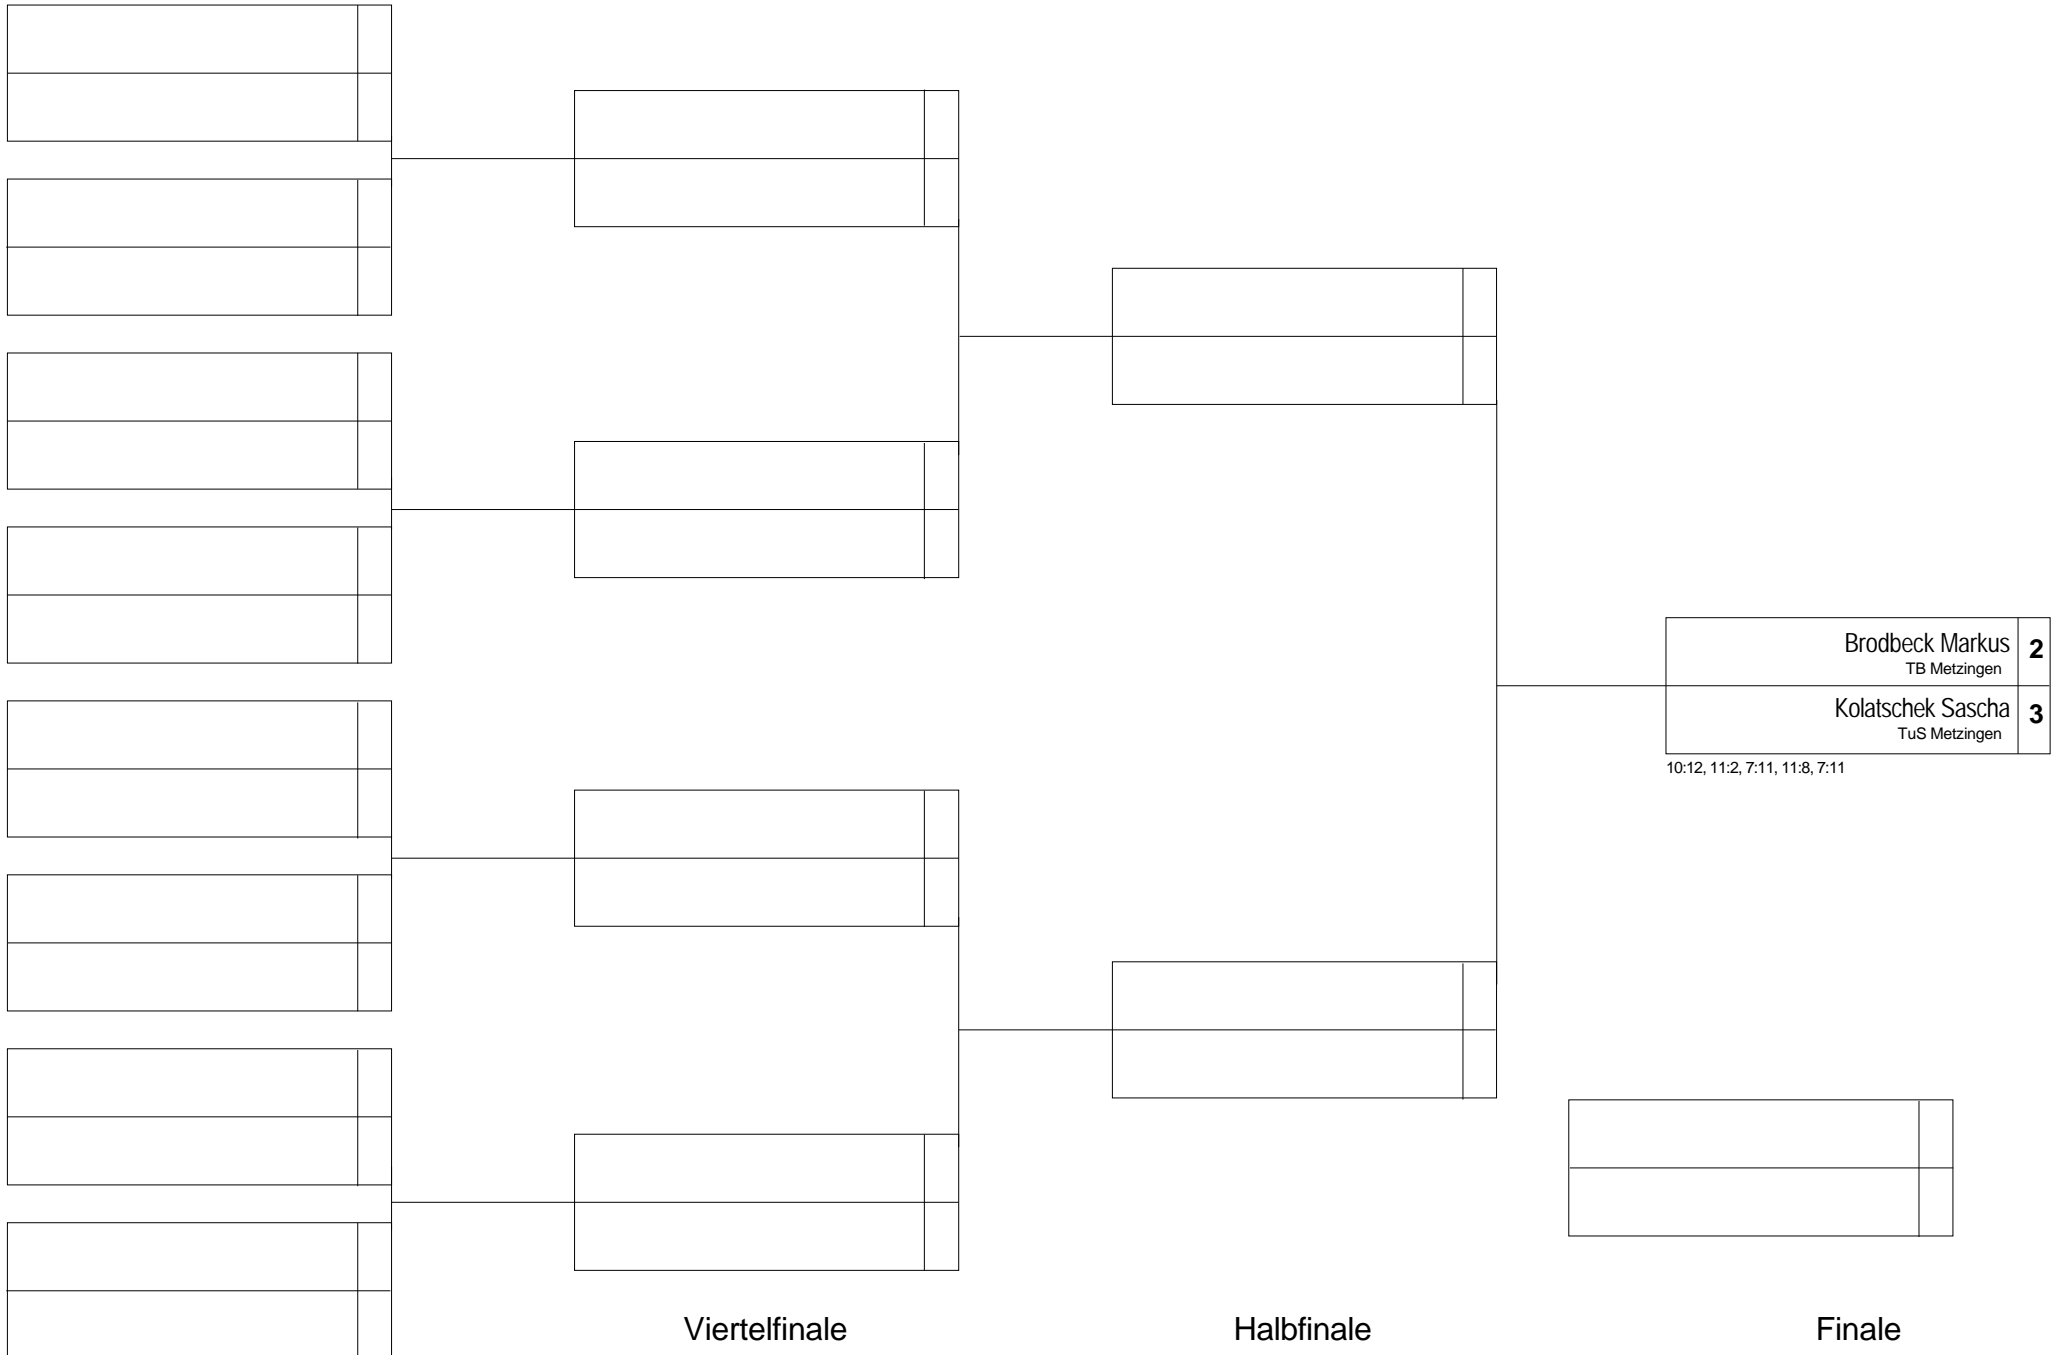 Brodbeck Markus 2
TB Metzingen
Kolatschek Sascha 3
TuS Metzingen
10:12, 11:2, 7:11, 11:8, 7:11
Viertelfinale Halbfinale Finale